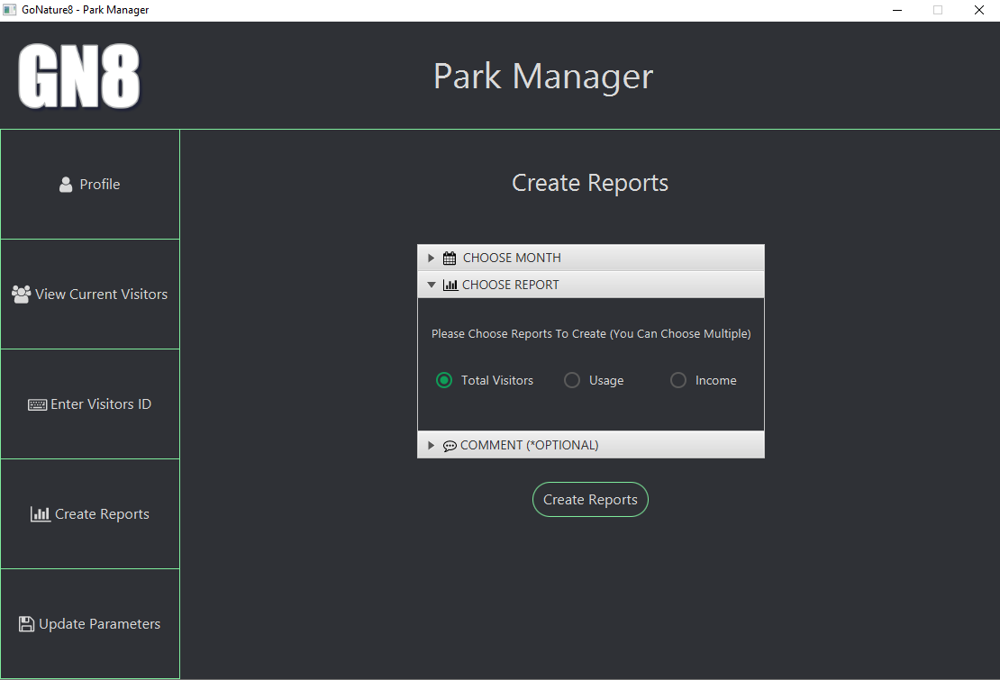 GoNature8 - Park Manager
GN8
Park Manager
Profile
View Current Visitors
Enter Visitors ID
Create Reports
Update Parameters
Create Reports
CHOOSE MONTH
CHOOSE REPORT
Please Choose Reports To Create (You Can Choose Multiple)
Total Visitors Usage Income
COMMENT (*OPTIONAL)
Create Reports